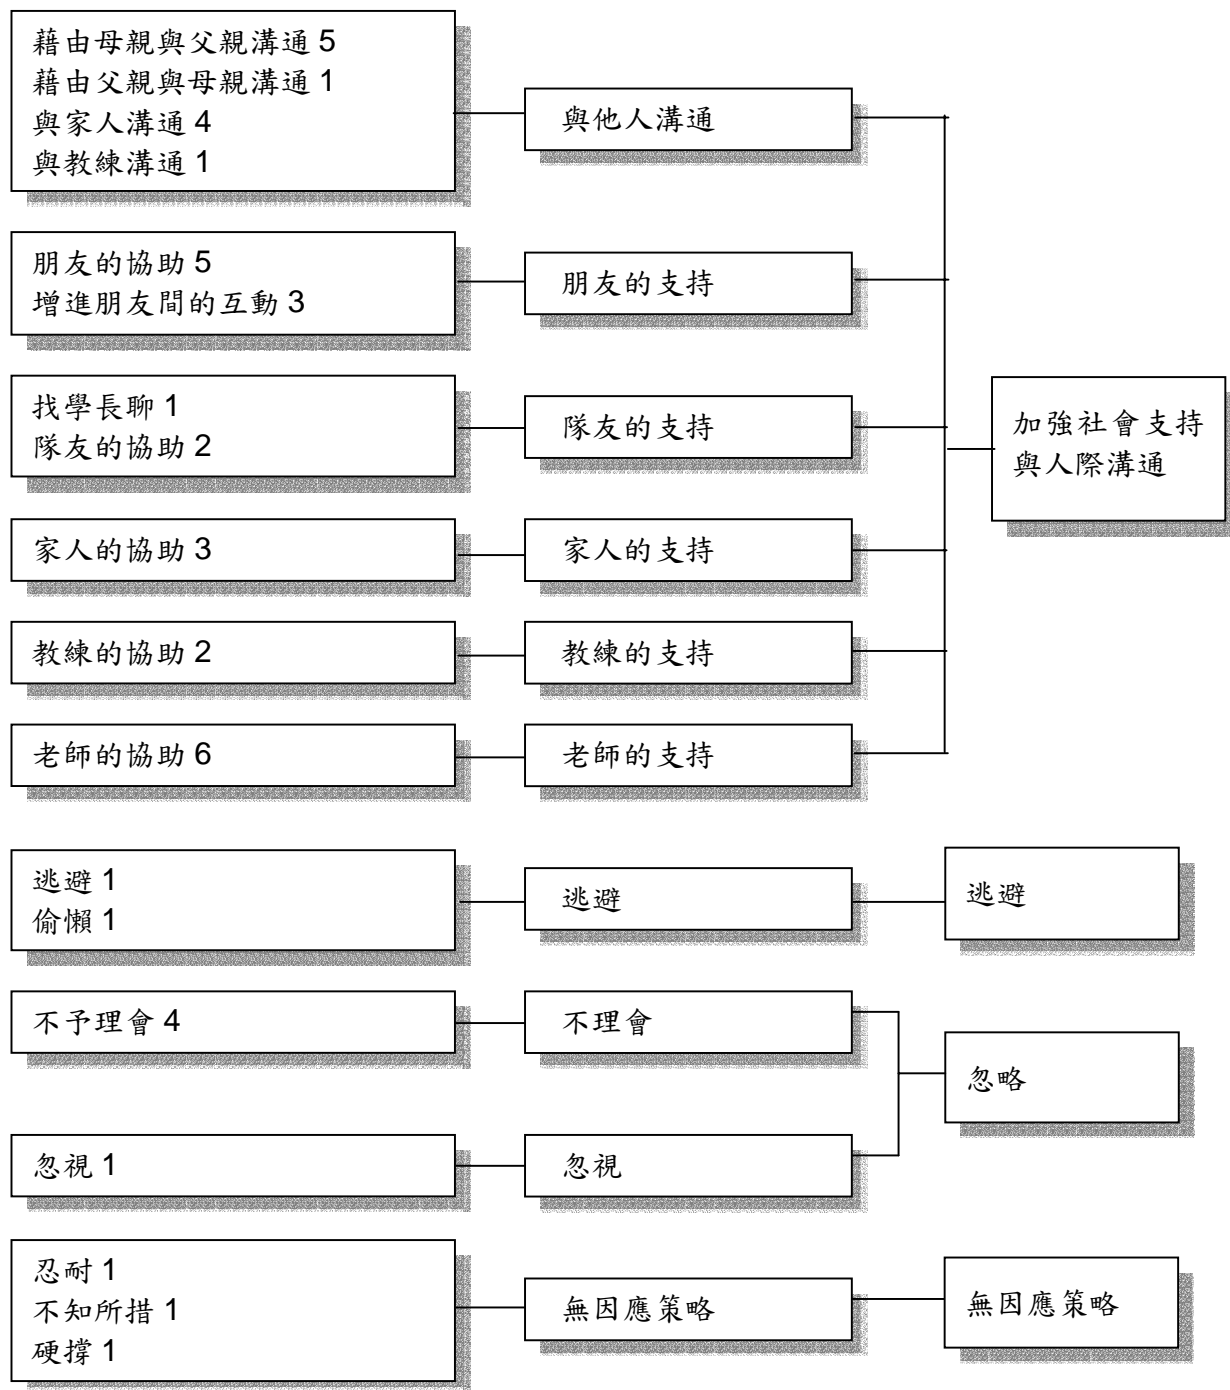 藉由母親與父親溝通 5
藉由父親與母親溝通 1
與家人溝通 4
與教練溝通 1
與他人溝通
朋友的協助 5
增進朋友間的互動 3
朋友的支持
找學長聊 1
隊友的協助 2
隊友的支持
加強社會支持
與人際溝通
家人的協助 3
家人的支持
教練的協助 2
教練的支持
老師的協助 6
老師的支持
逃避 1
偷懶 1
逃避
逃避
不予理會 4
不理會
忽略
忽視 1
忽視
忍耐 1
不知所措 1
硬撐 1
無因應策略
無因應策略